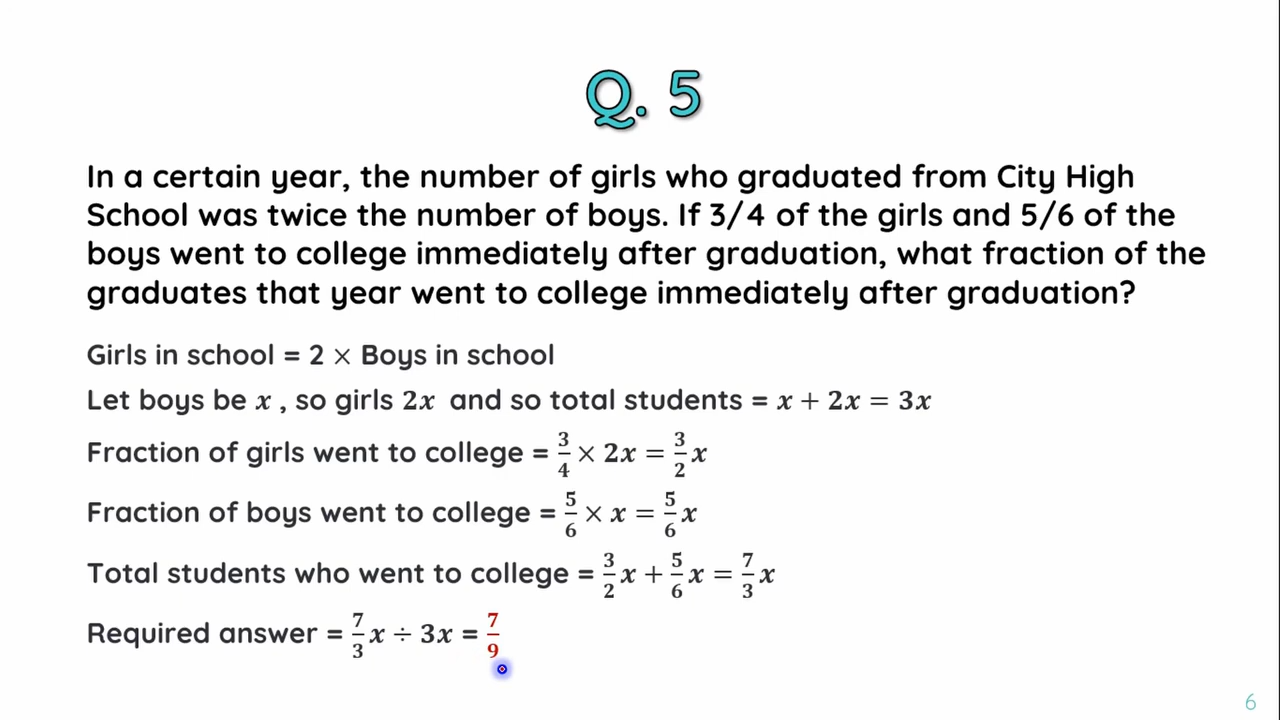 Q. 5
In a certain year, the number of girls who graduated from City High
School was twice the number of boys. If 3/4 of the girls and 5/6 of the
boys went to college immediately after graduation, what fraction of the
graduates that year went to college immediately after graduation?
Girls in school = 2 × Boys in school
Let boys be x , so girls 2x and so total students = x + 2x = 3x
Fraction of girls went to college = 3/4 × 2x = 3/2 x
Fraction of boys went to college = 5/6 × x = 5/6 x
Total students who went to college = 3/2 x + 5/6 x = 7/3 x
Required answer = 7/3 x ÷ 3x = 7/9
6